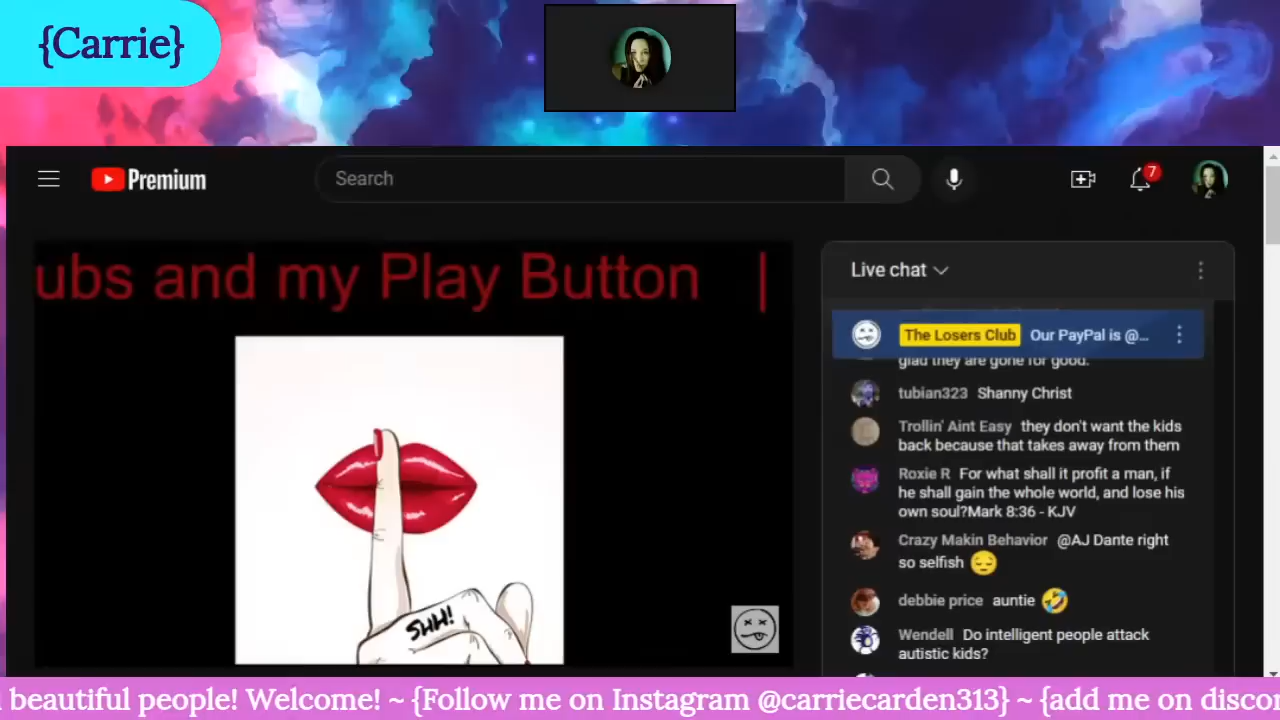 {Carrie}
Premium
Search
7
ubs and my Play Button |
SHH!
Live chat
The Losers Club Our PayPal is @...
glad they are gone for good.
tubian323 Shanny Christ
Trollin' Aint Easy they don't want the kids
back because that takes away from them
Roxie R For what shall it profit a man, if
he shall gain the whole world, and lose his
own soul?Mark 8:36 - KJV
Crazy Makin Behavior @AJ Dante right
so selfish 😔
debbie price auntie 🤣
Wendell Do intelligent people attack
autistic kids?
beautiful people! Welcome! ~ {Follow me on Instagram @carriecarden313} ~ {add me on discor